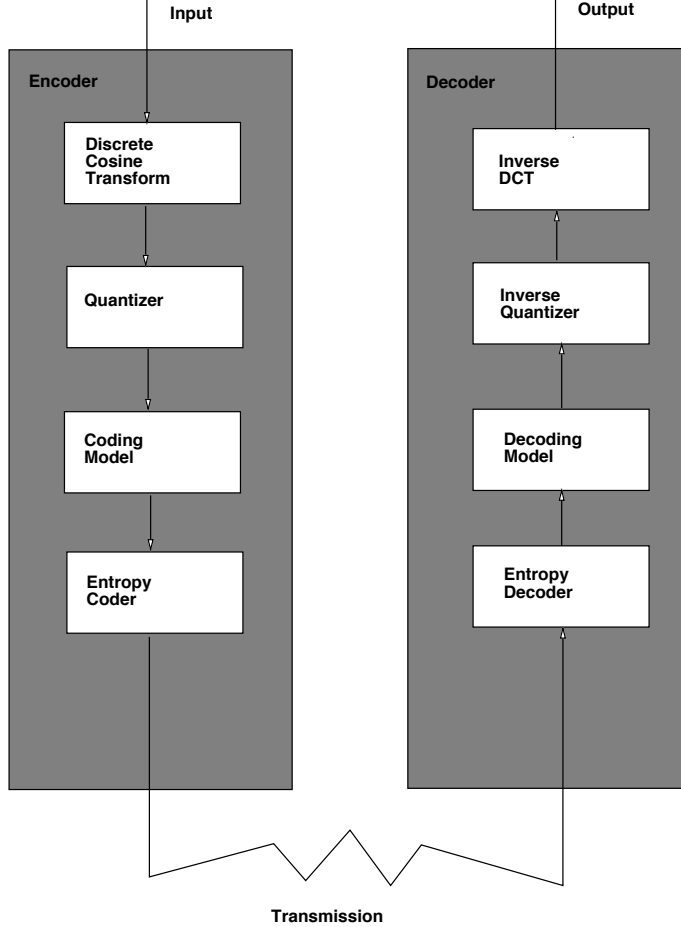 Input
Encoder
Discrete
Cosine
Transform
Quantizer
Coding
Model
Entropy
Coder
Output
Decoder
Inverse
DCT
Inverse
Quantizer
Decoding
Model
Entropy
Decoder
Transmission